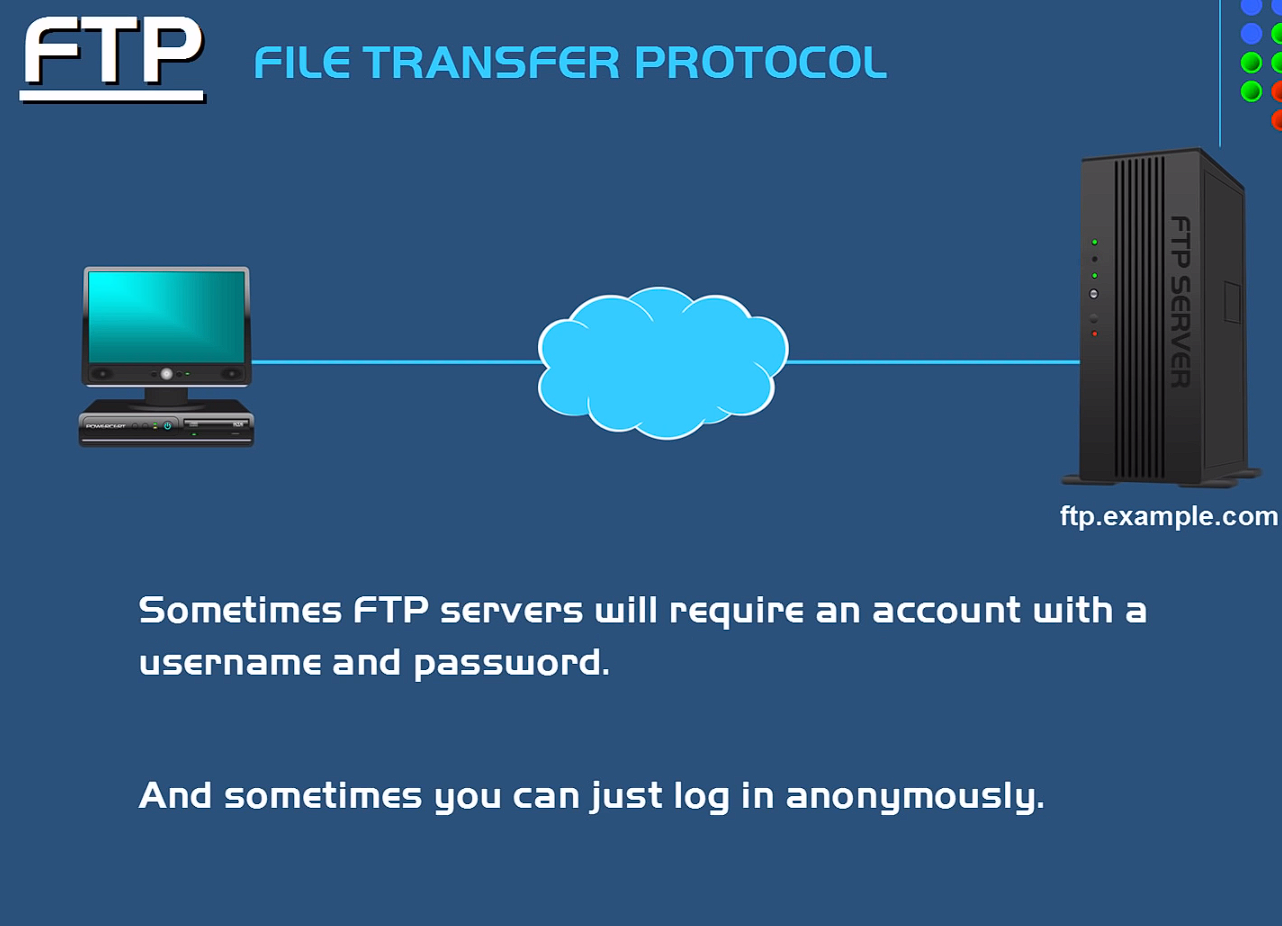 FTP
FILE TRANSFER PROTOCOL
FTP SERVER
POWERCERT
ftp.example.com
Sometimes FTP servers will require an account with a
username and password.
And sometimes you can just log in anonymously.